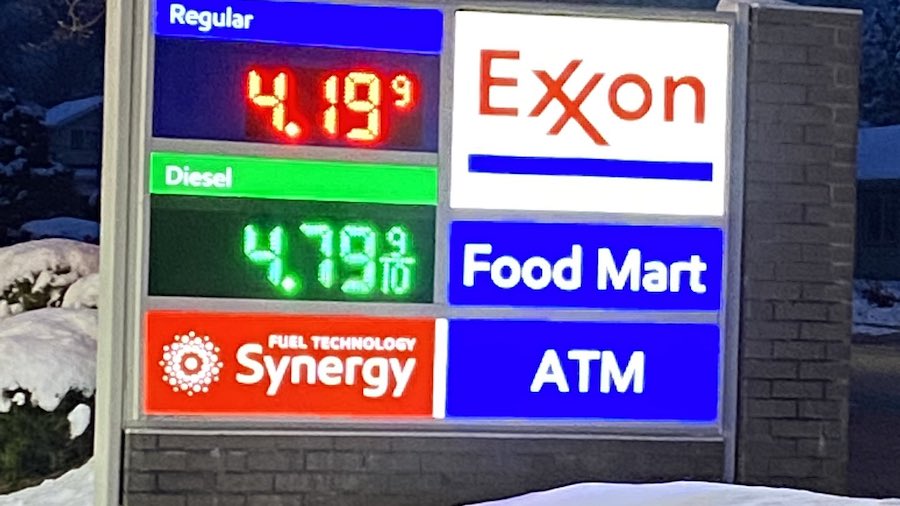 Regular
4.19 9
Diesel
4.79 9/10
FUEL TECHNOLOGY
Synergy
Exxon
Food Mart
ATM